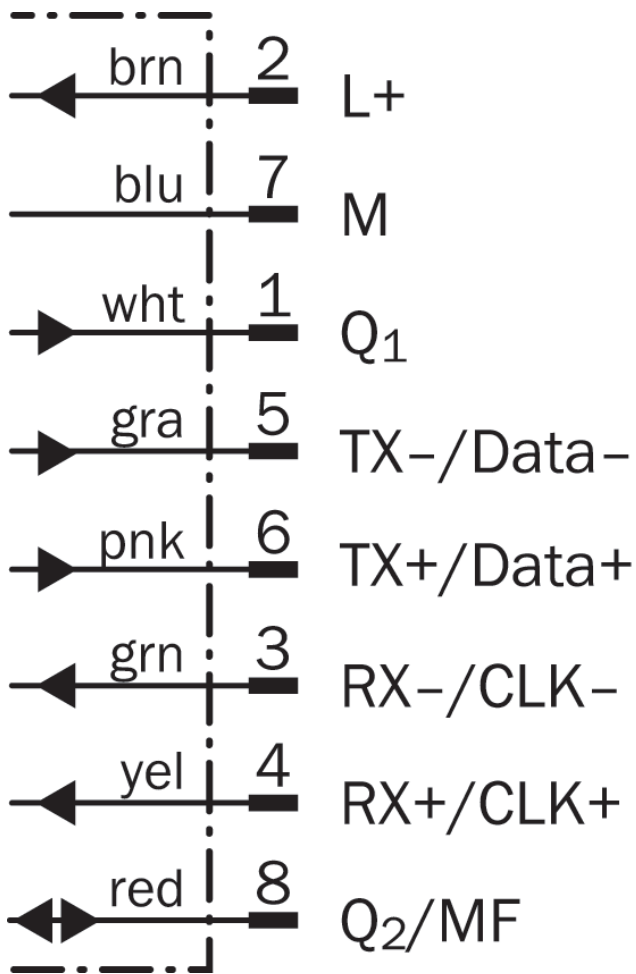 brn 2 L+
blu 7 M
wht 1 Q₁
gra 5 TX–/Data–
pnk 6 TX+/Data+
grn 3 RX–/CLK–
yel 4 RX+/CLK+
red 8 Q₂/MF